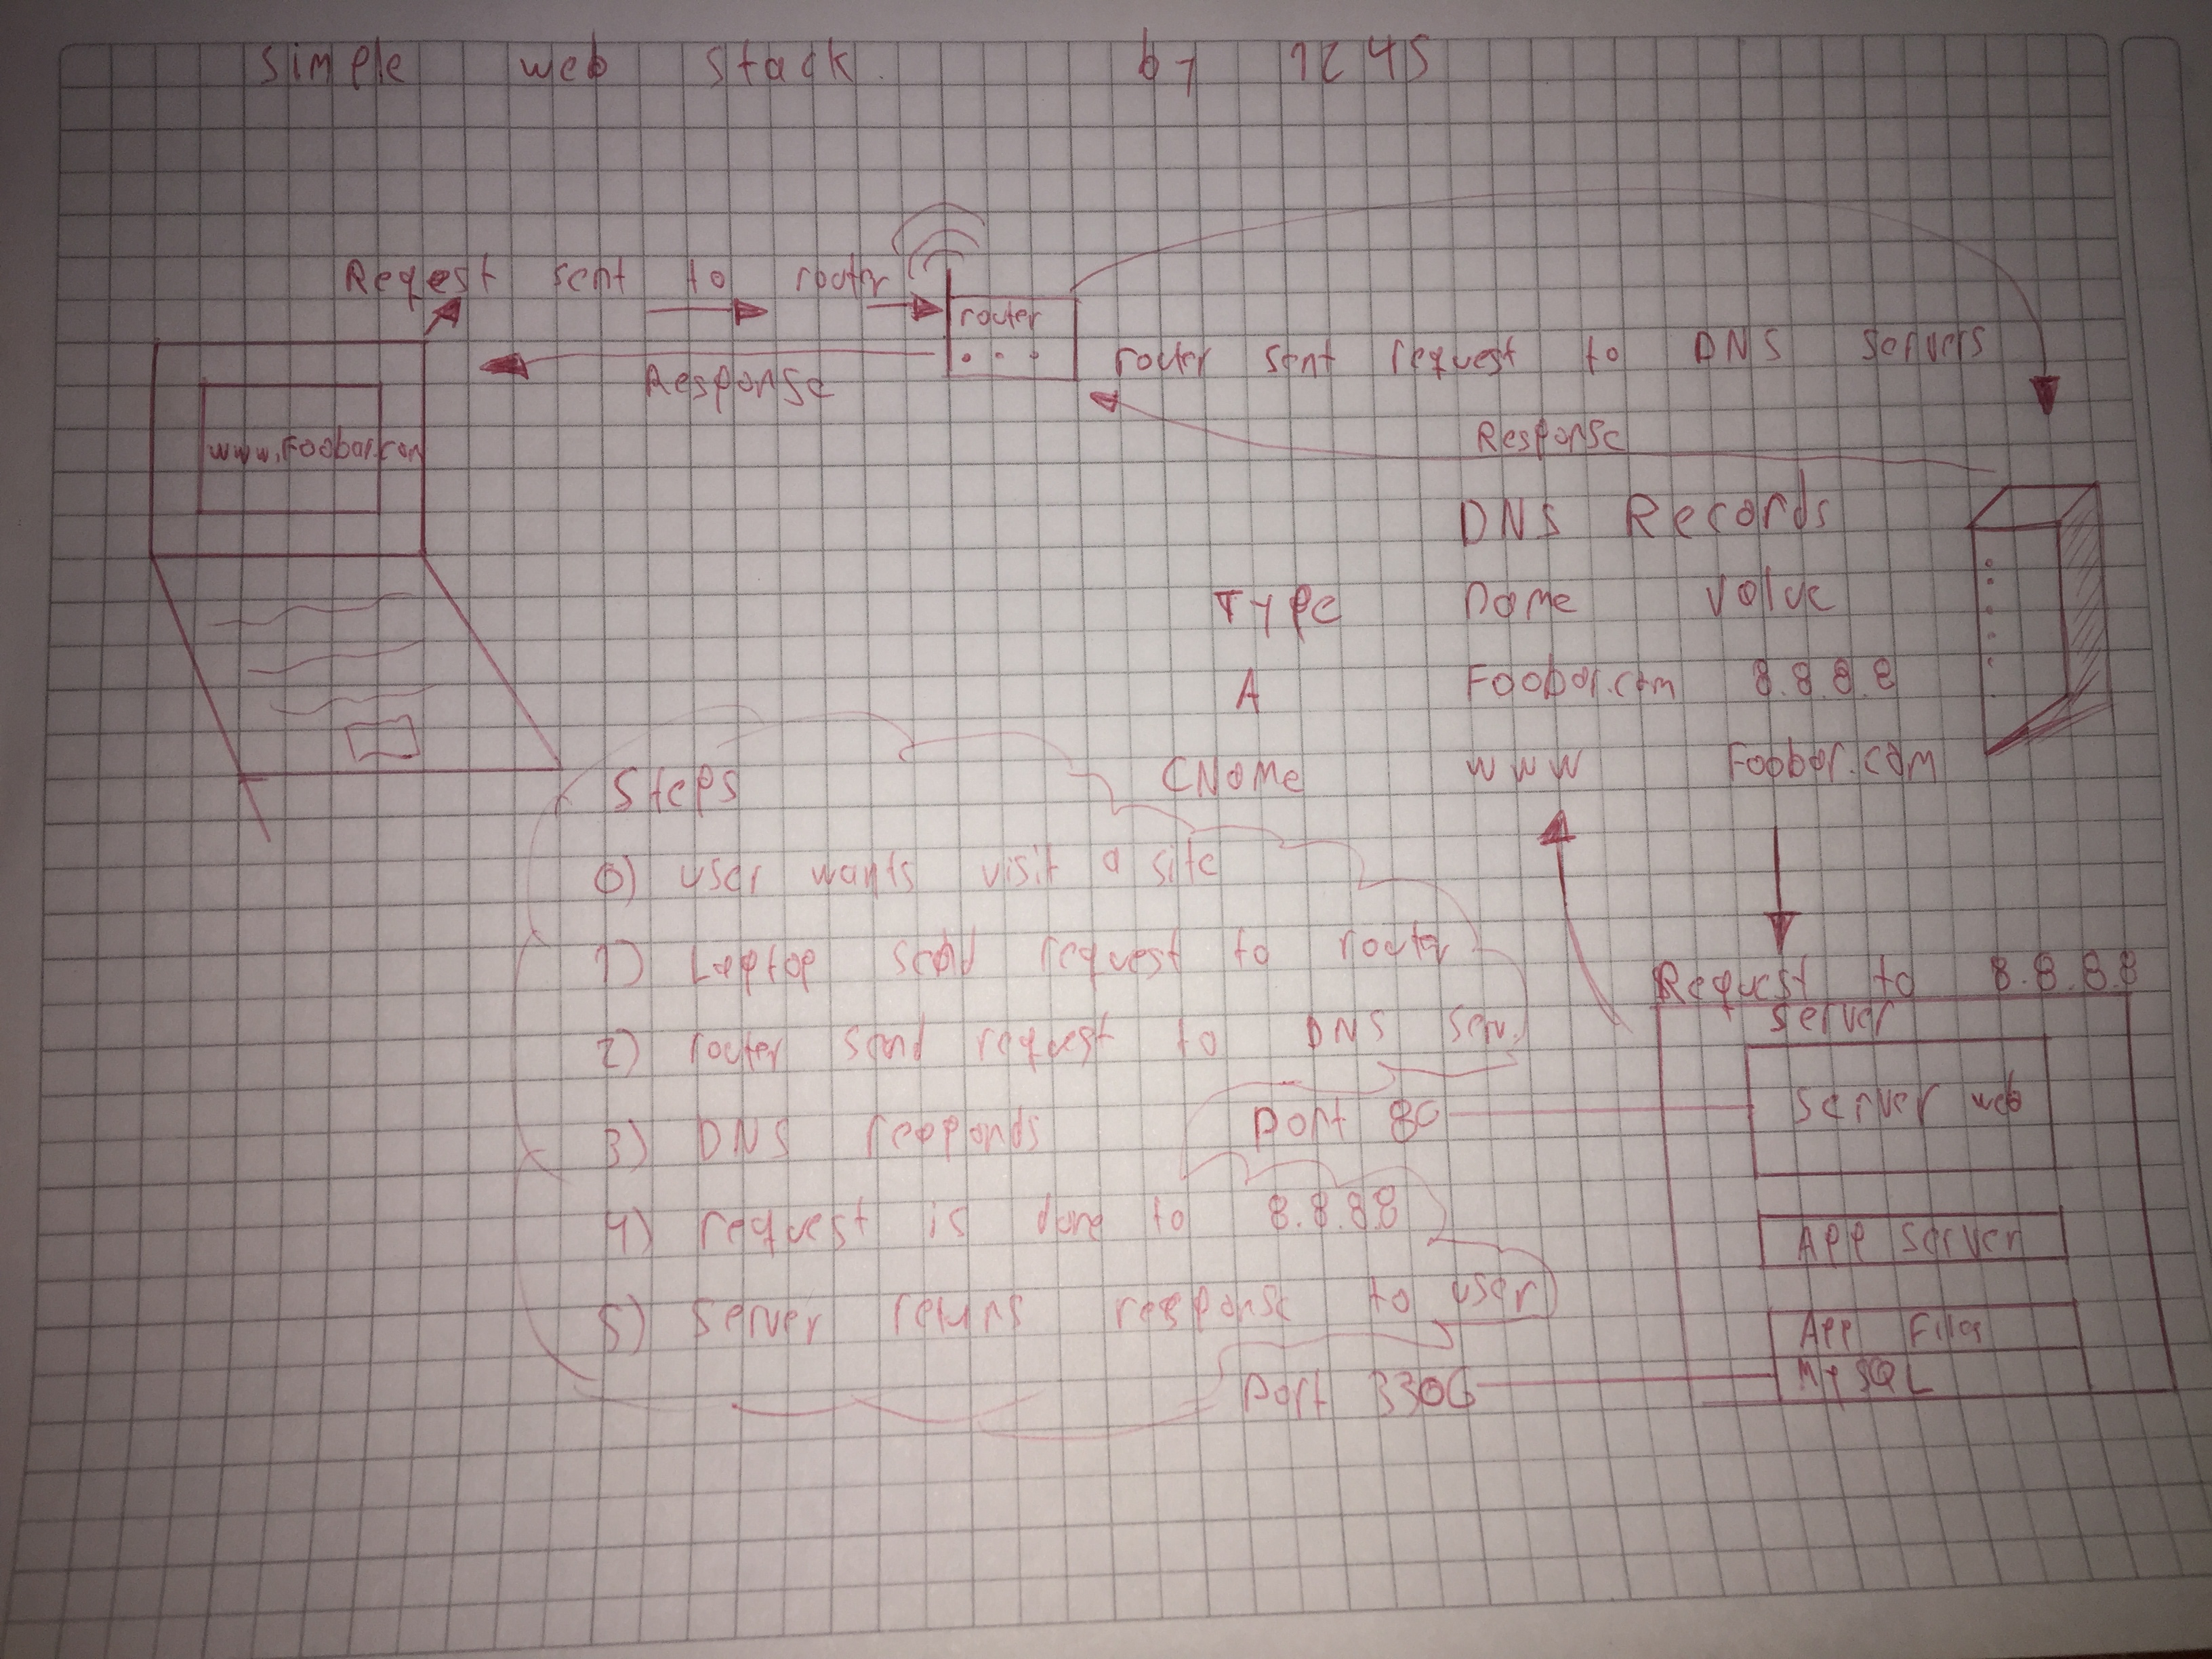 simple web stack. by 1245
Reqest sent to router
router
router sent request to DNS servers
Response
Response
www.Foobar.com
DNS Records
Type Name Value
A Foobar.com 8.8.8.8
CName www Foobar.com
Steps
0) user wants visit a site
1) Laptop send request to router
2) router send request to DNS serv.
3) DNS responds
4) request is done to 8.8.8.8
5) server returns response to user
Request to 8.8.8.8
server
Port 80
server web
App server
App Files
Port 3306
MySQL